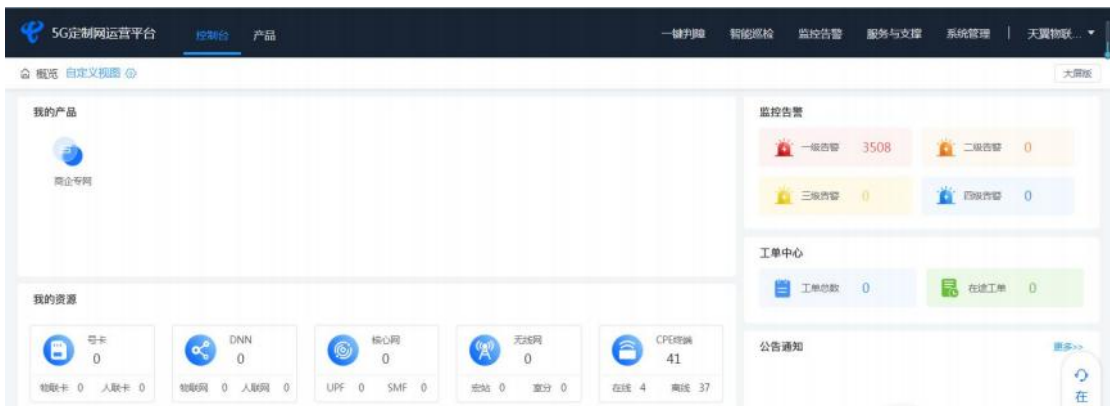 5G定制网运营平台 控制台 产品 一键判障 智能巡检 监控告警 服务与支撑 系统管理 天翼物联...
概览 自定义视图 大屏版
我的产品
商企专网
监控告警
一级告警 3508 二级告警 0
三级告警 0 四级告警 0
工单中心
工单总数 0 在途工单 0
我的资源
号卡 0
物联卡 0 人联卡 0
DNN 0
物联网 0 人联网 0
核心网 0
UPF 0 SMF 0
无线网 0
宏站 0 室分 0
CPE终端 41
在线 4 离线 37
公告通知 更多>>
在